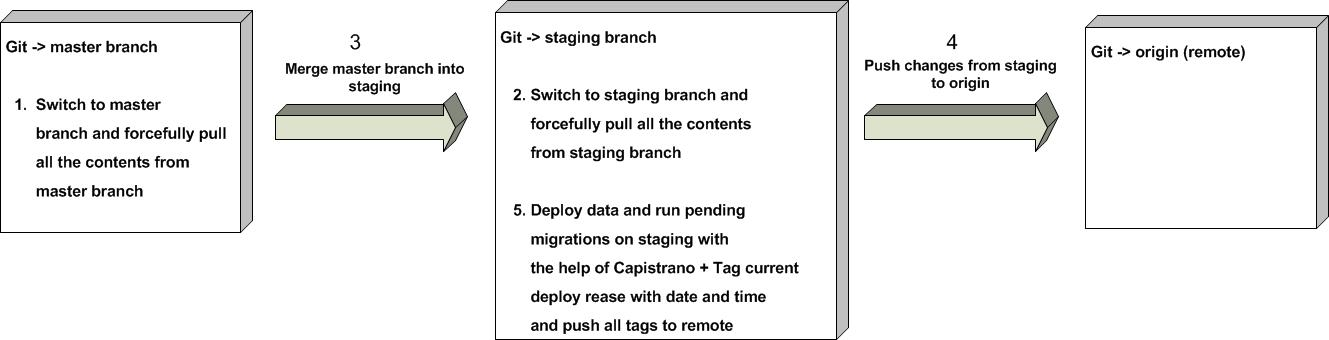 Git -> master branch
1. Switch to master
branch and forcefully pull
all the contents from
master branch
3
Merge master branch into
staging
Git -> staging branch
2. Switch to staging branch and
forcefully pull all the contents
from staging branch
5. Deploy data and run pending
migrations on staging with
the help of Capistrano + Tag current
deploy rease with date and time
and push all tags to remote
4
Push changes from staging
to origin
Git -> origin (remote)